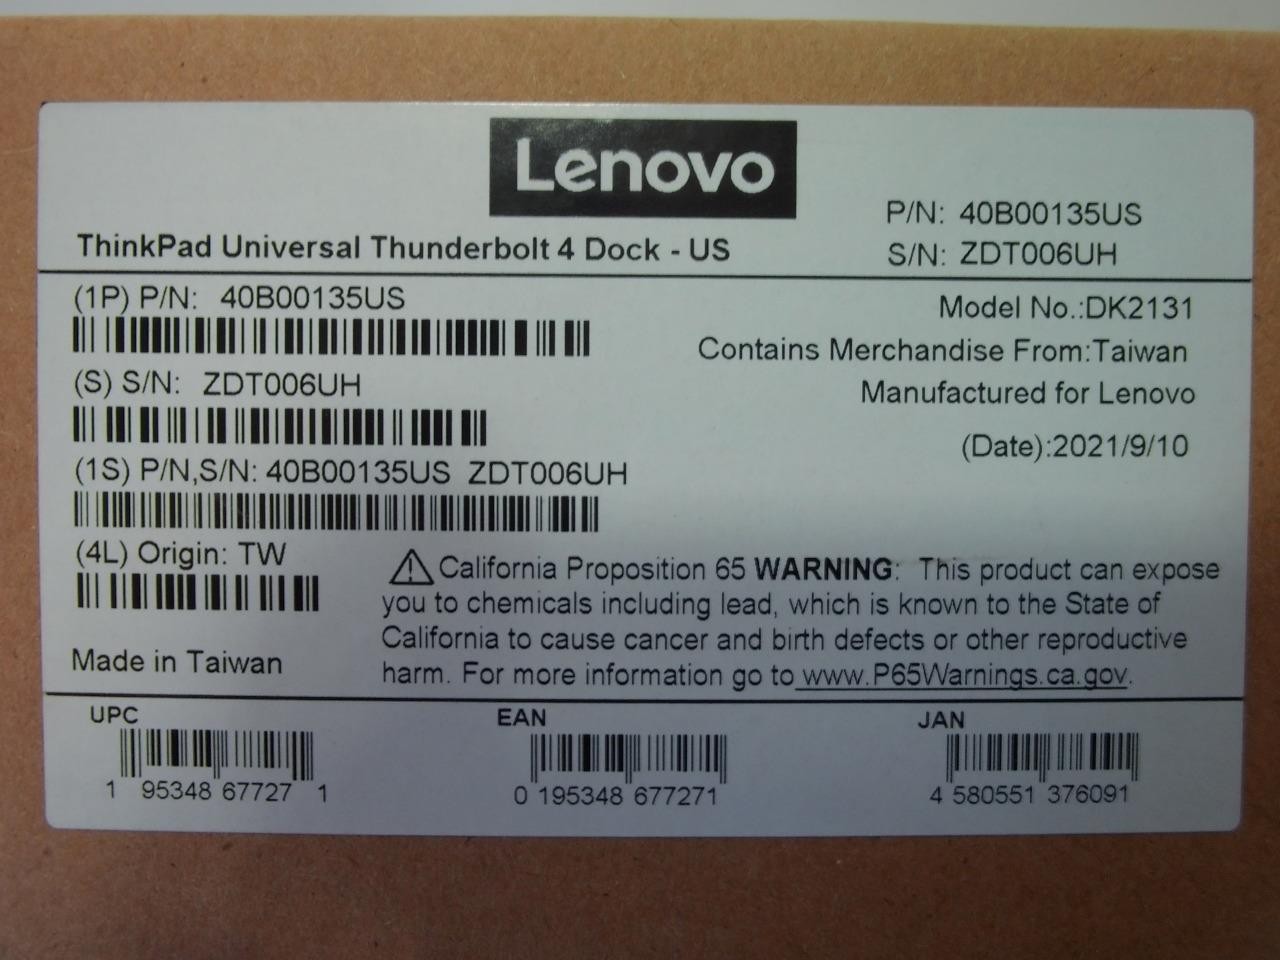 Lenovo
P/N: 40B00135US
ThinkPad Universal Thunderbolt 4 Dock - US
S/N: ZDT006UH
(1P) P/N: 40B00135US
Model No.:DK2131
Contains Merchandise From:Taiwan
(S) S/N: ZDT006UH
Manufactured for Lenovo
(Date):2021/9/10
(1S) P/N,S/N: 40B00135US ZDT006UH
(4L) Origin: TW
⚠ California Proposition 65 WARNING: This product can expose
you to chemicals including lead, which is known to the State of
California to cause cancer and birth defects or other reproductive
harm. For more information go to www.P65Warnings.ca.gov.
Made in Taiwan
UPC
1 95348 67727 1
EAN
0 195348 677271
JAN
4 580551 376091